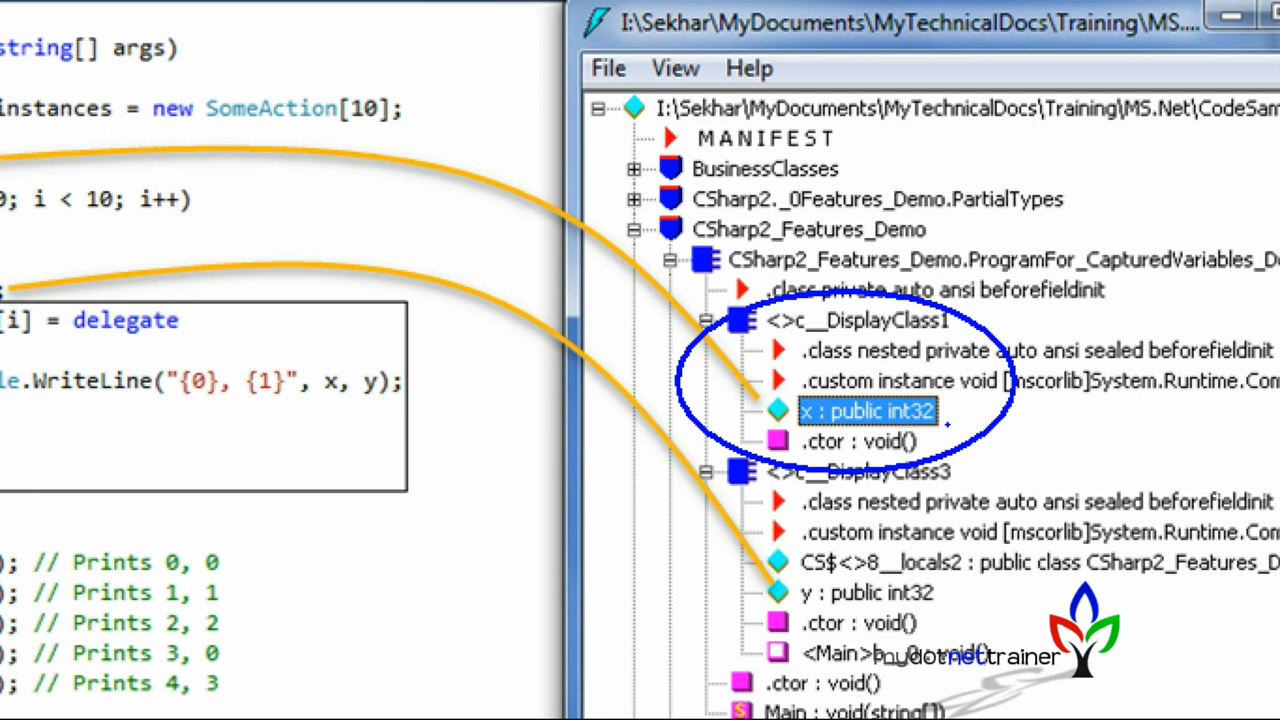 string[] args)
instances = new SomeAction[10];
0; i < 10; i++)
;
[i] = delegate
le.WriteLine("{0}, {1}", x, y);
); // Prints 0, 0
); // Prints 1, 1
); // Prints 2, 2
); // Prints 3, 0
); // Prints 4, 3
I:\Sekhar\MyDocuments\MyTechnicalDocs\Training\MS....
File View Help
I:\Sekhar\MyDocuments\MyTechnicalDocs\Training\MS.Net\CodeSam
MANIFEST
BusinessClasses
CSharp2._0Features_Demo.PartialTypes
CSharp2_Features_Demo
CSharp2_Features_Demo.ProgramFor_CapturedVariables_De
.class private auto ansi beforefieldinit
<>c__DisplayClass1
.class nested private auto ansi sealed beforefieldinit
.custom instance void [mscorlib]System.Runtime.Com
x : public int32
.ctor : void()
<>c__DisplayClass3
.class nested private auto ansi sealed beforefieldinit
.custom instance void [mscorlib]System.Runtime.Com
CS$<>8__locals2 : public class CSharp2_Features_D
y : public int32
.ctor : void()
<Main>b__0 : void()
mydotnettrainer
.ctor : void()
Main : void(string[])